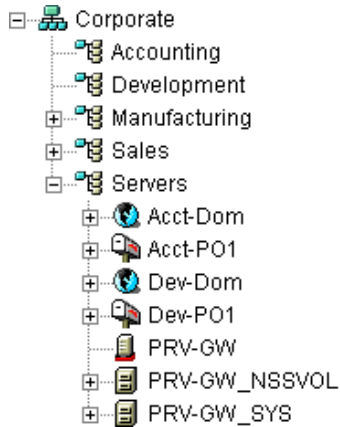 Corporate
Accounting
Development
Manufacturing
Sales
Servers
Acct-Dom
Acct-PO1
Dev-Dom
Dev-PO1
PRV-GW
PRV-GW_NSSVOL
PRV-GW_SYS